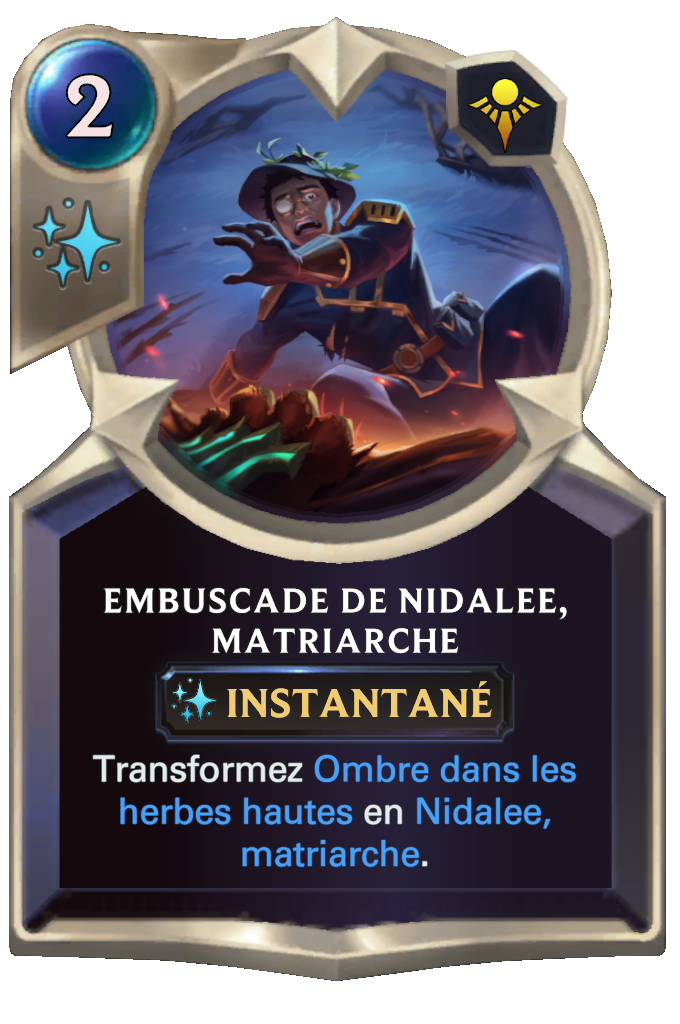 2
EMBUSCADE DE NIDALEE,
MATRIARCHE
INSTANTANÉ
Transformez Ombre dans les
herbes hautes en Nidalee,
matriarche.